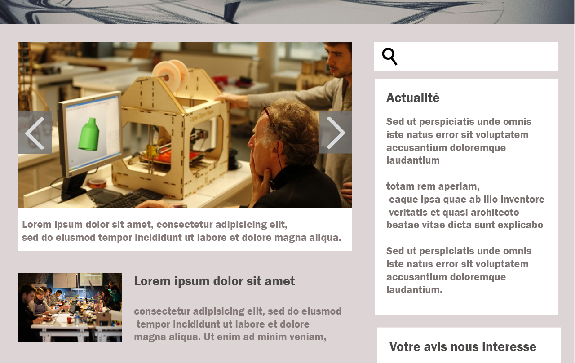 Lorem ipsum dolor sit amet, consectetur adipisicing elit,
sed do eiusmod tempor incididunt ut labore et dolore magna aliqua.
Lorem ipsum dolor sit amet
consectetur adipisicing elit, sed do eiusmod
tempor incididunt ut labore et dolore
magna aliqua. Ut enim ad minim veniam,
Actualité
Sed ut perspiciatis unde omnis
iste natus error sit voluptatem
accusantium doloremque
laudantium
totam rem aperiam,
eaque ipsa quae ab illo inventore
veritatis et quasi architecto
beatae vitae dicta sunt explicabo
Sed ut perspiciatis unde omnis
iste natus error sit voluptatem
accusantium doloremque
laudantium.
Votre avis nous interesse